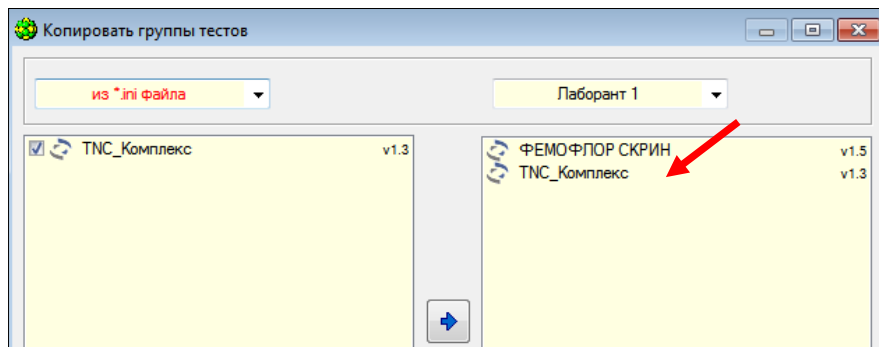 Копировать группы тестов
из *.ini файла
Лаборант 1
TNC_Комплекс v1.3
ФЕМОФЛОР СКРИН v1.5
TNC_Комплекс v1.3